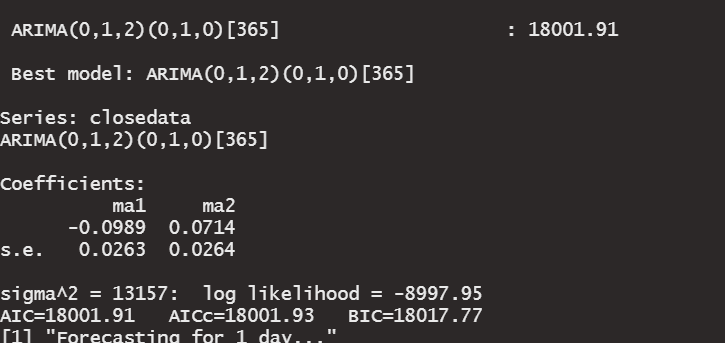 ARIMA(0,1,2)(0,1,0)[365] : 18001.91
Best model: ARIMA(0,1,2)(0,1,0)[365]
Series: closedata
ARIMA(0,1,2)(0,1,0)[365]
Coefficients:
ma1 ma2
-0.0989 0.0714
s.e. 0.0263 0.0264
sigma^2 = 13157: log likelihood = -8997.95
AIC=18001.91 AICc=18001.93 BIC=18017.77
[1] "Forecasting for 1 day..."